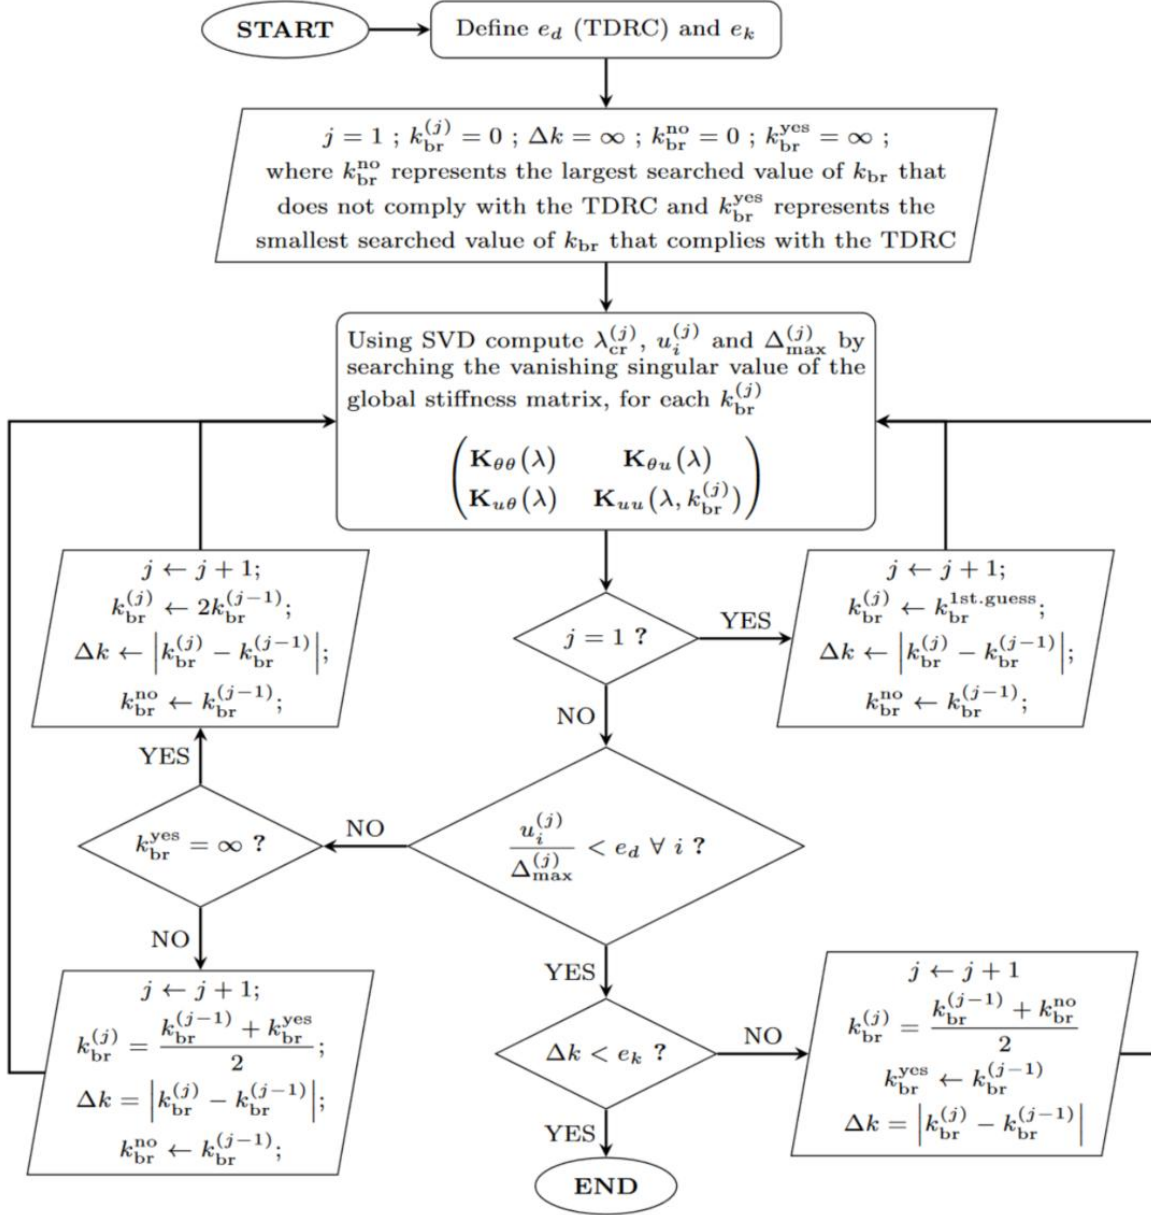 START
Define e_d (TDRC) and e_k
j = 1 ; k_br^(j) = 0 ; Δk = ∞ ; k_br^no = 0 ; k_br^yes = ∞ ;
where k_br^no represents the largest searched value of k_br that
does not comply with the TDRC and k_br^yes represents the
smallest searched value of k_br that complies with the TDRC
Using SVD compute λ_cr^(j), u_i^(j) and Δ_max^(j) by
searching the vanishing singular value of the
global stiffness matrix, for each k_br^(j)
K_θθ(λ) K_θu(λ)
K_uθ(λ) K_uu(λ, k_br^(j))
j = 1 ?
YES
j ← j + 1;
k_br^(j) ← k_br^1st.guess;
Δk ← |k_br^(j) − k_br^(j−1)|;
k_br^no ← k_br^(j−1);
NO
u_i^(j) / Δ_max^(j) < e_d ∀ i ?
NO
k_br^yes = ∞ ?
YES
j ← j + 1;
k_br^(j) ← 2k_br^(j−1);
Δk ← |k_br^(j) − k_br^(j−1)|;
k_br^no ← k_br^(j−1);
NO
j ← j + 1;
k_br^(j) = (k_br^(j−1) + k_br^yes) / 2;
Δk = |k_br^(j) − k_br^(j−1)|;
k_br^no ← k_br^(j−1);
YES
Δk < e_k ?
NO
j ← j + 1
k_br^(j) = (k_br^(j−1) + k_br^no) / 2
k_br^yes ← k_br^(j−1)
Δk = |k_br^(j) − k_br^(j−1)|
YES
END